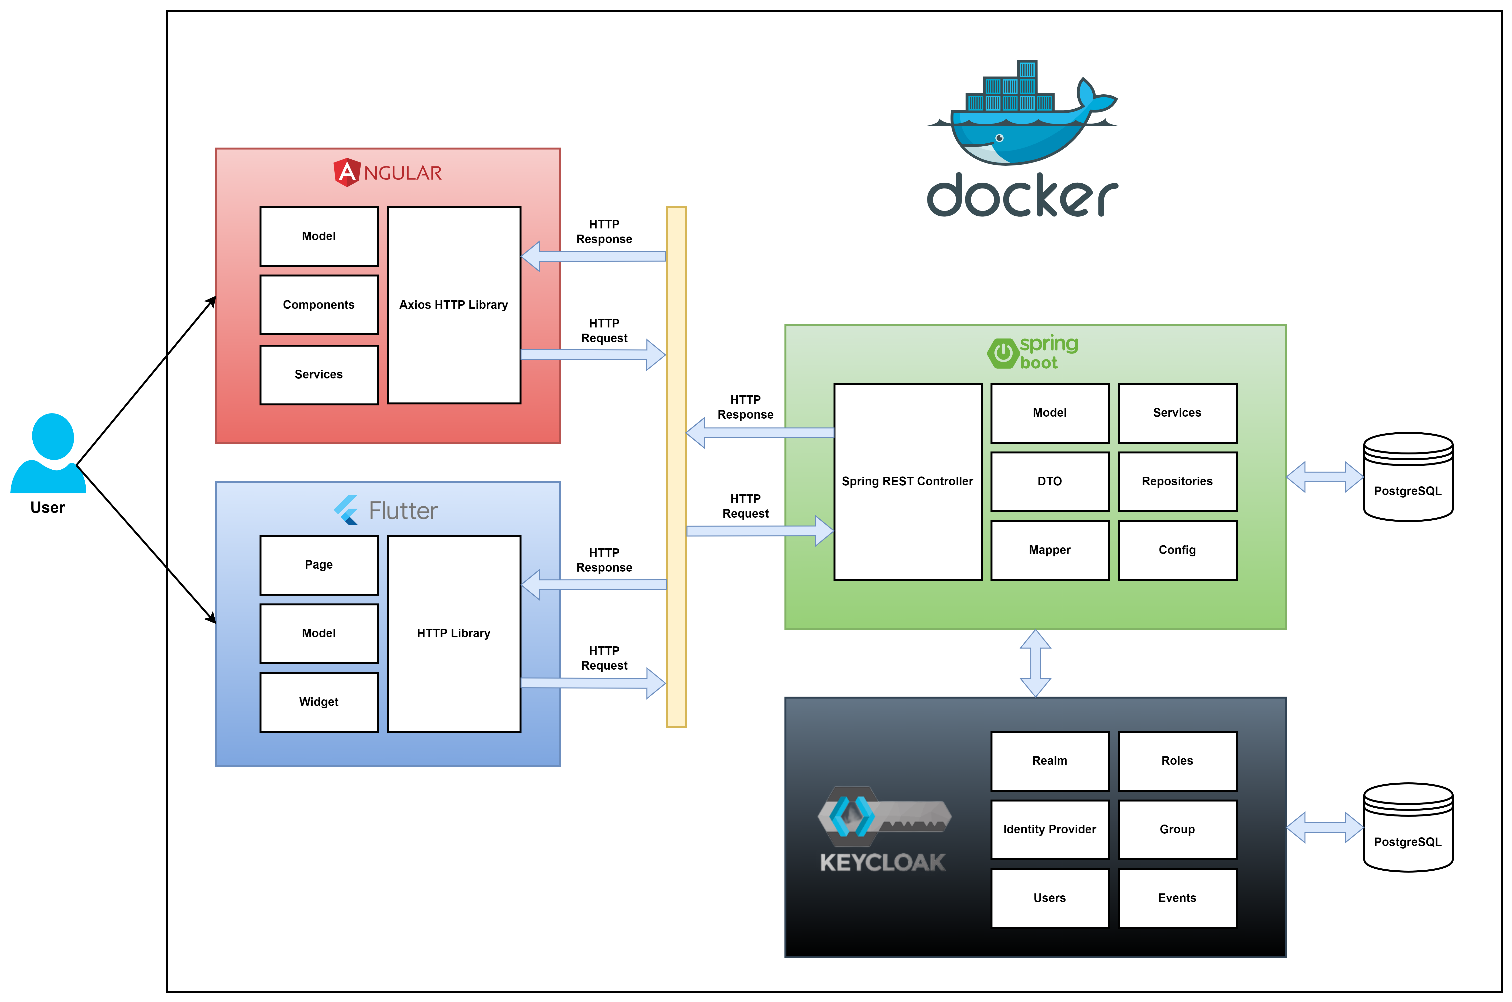 docker
ANGULAR
Model
Components
Services
Axios HTTP Library
HTTP
Response
HTTP
Request
User
Flutter
Page
Model
Widget
HTTP Library
HTTP
Response
HTTP
Request
HTTP
Response
HTTP
Request
spring
boot
Spring REST Controller
Model
Services
DTO
Repositories
Mapper
Config
PostgreSQL
KEYCLOAK
Realm
Roles
Identity Provider
Group
Users
Events
PostgreSQL